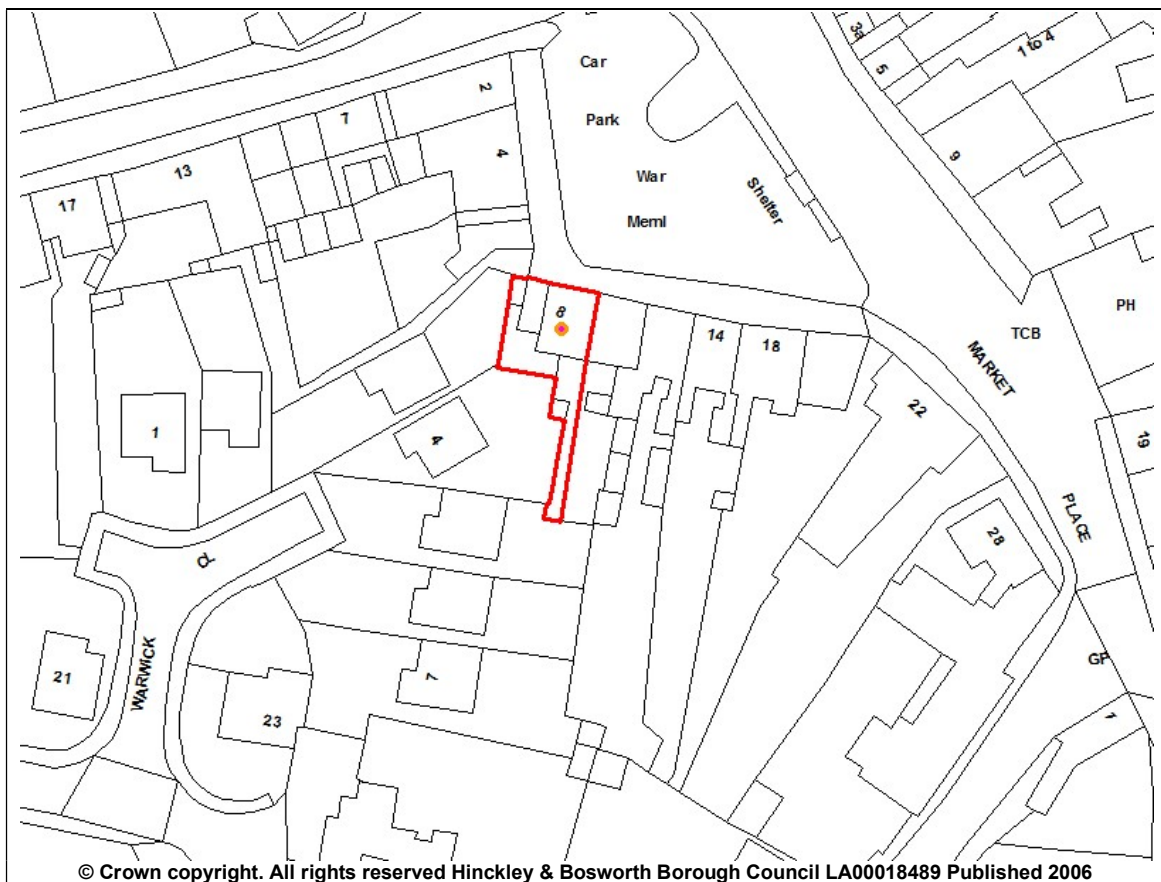 3a
5
1 to 4
Car
2
7
Park
4
9
13
War
Shelter
17
Meml
PH
8
TCB
14
18
MARKET
22
1
4
19
PLACE
28
Cl
GP
WARWICK
21
7
23
1
© Crown copyright. All rights reserved Hinckley & Bosworth Borough Council LA00018489 Published 2006